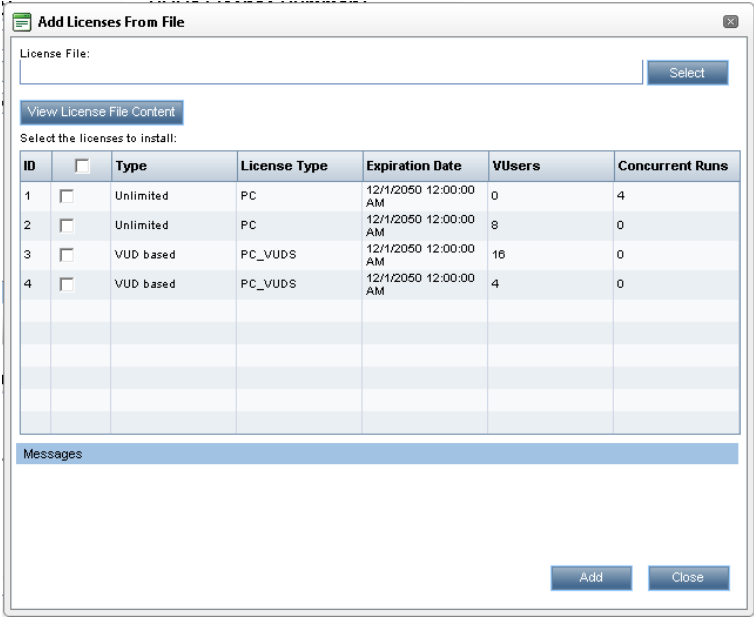 Add Licenses From File
License File:
Select
View License File Content
Select the licenses to install:
ID Type License Type Expiration Date VUsers Concurrent Runs
1 Unlimited PC 12/1/2050 12:00:00 AM 0 4
2 Unlimited PC 12/1/2050 12:00:00 AM 8 0
3 VUD based PC_VUDS 12/1/2050 12:00:00 AM 16 0
4 VUD based PC_VUDS 12/1/2050 12:00:00 AM 4 0
Messages
Add Close